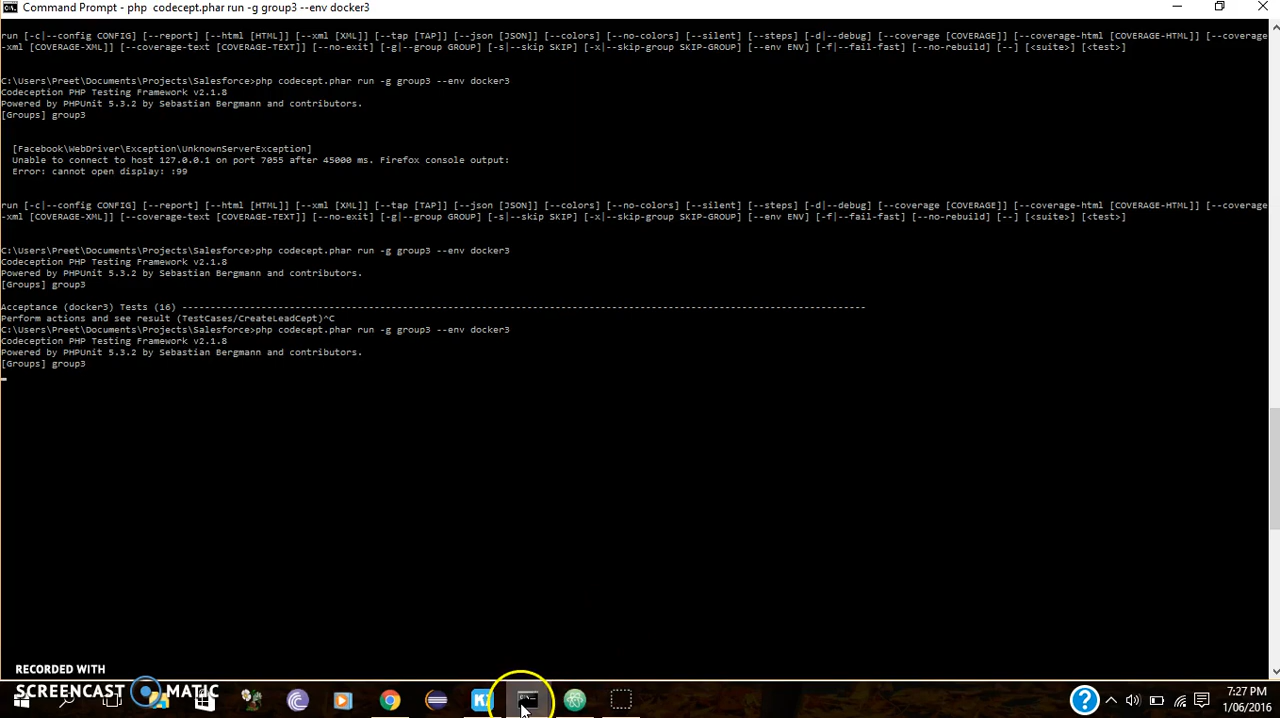 Command Prompt - php  codecept.phar run -g group3 --env docker3
run [-c|--config CONFIG] [--report] [--html [HTML]] [--xml [XML]] [--tap [TAP]] [--json [JSON]] [--colors] [--no-colors] [--silent] [--steps] [-d|--debug] [--coverage [COVERAGE]] [--coverage-html [COVERAGE-HTML]] [--coverage
-xml [COVERAGE-XML]] [--coverage-text [COVERAGE-TEXT]] [--no-exit] [-g|--group GROUP] [-s|--skip SKIP] [-x|--skip-group SKIP-GROUP] [--env ENV] [-f|--fail-fast] [--no-rebuild] [--] [<suite>] [<test>]
C:\Users\Preet\Documents\Projects\Salesforce>php codecept.phar run -g group3 --env docker3
Codeception PHP Testing Framework v2.1.8
Powered by PHPUnit 5.3.2 by Sebastian Bergmann and contributors.
[Groups] group3
[Facebook\WebDriver\Exception\UnknownServerException]
Unable to connect to host 127.0.0.1 on port 7055 after 45000 ms. Firefox console output:
Error: cannot open display: :99
run [-c|--config CONFIG] [--report] [--html [HTML]] [--xml [XML]] [--tap [TAP]] [--json [JSON]] [--colors] [--no-colors] [--silent] [--steps] [-d|--debug] [--coverage [COVERAGE]] [--coverage-html [COVERAGE-HTML]] [--coverage
-xml [COVERAGE-XML]] [--coverage-text [COVERAGE-TEXT]] [--no-exit] [-g|--group GROUP] [-s|--skip SKIP] [-x|--skip-group SKIP-GROUP] [--env ENV] [-f|--fail-fast] [--no-rebuild] [--] [<suite>] [<test>]
C:\Users\Preet\Documents\Projects\Salesforce>php codecept.phar run -g group3 --env docker3
Codeception PHP Testing Framework v2.1.8
Powered by PHPUnit 5.3.2 by Sebastian Bergmann and contributors.
[Groups] group3
Acceptance (docker3) Tests (16) -------------------------------------------------------------------------------------------------------------------------
Perform actions and see result (TestCases/CreateLeadCept)^C
C:\Users\Preet\Documents\Projects\Salesforce>php codecept.phar run -g group3 --env docker3
Codeception PHP Testing Framework v2.1.8
Powered by PHPUnit 5.3.2 by Sebastian Bergmann and contributors.
[Groups] group3
RECORDED WITH
SCREENCAST MATIC
7:27 PM
1/06/2016